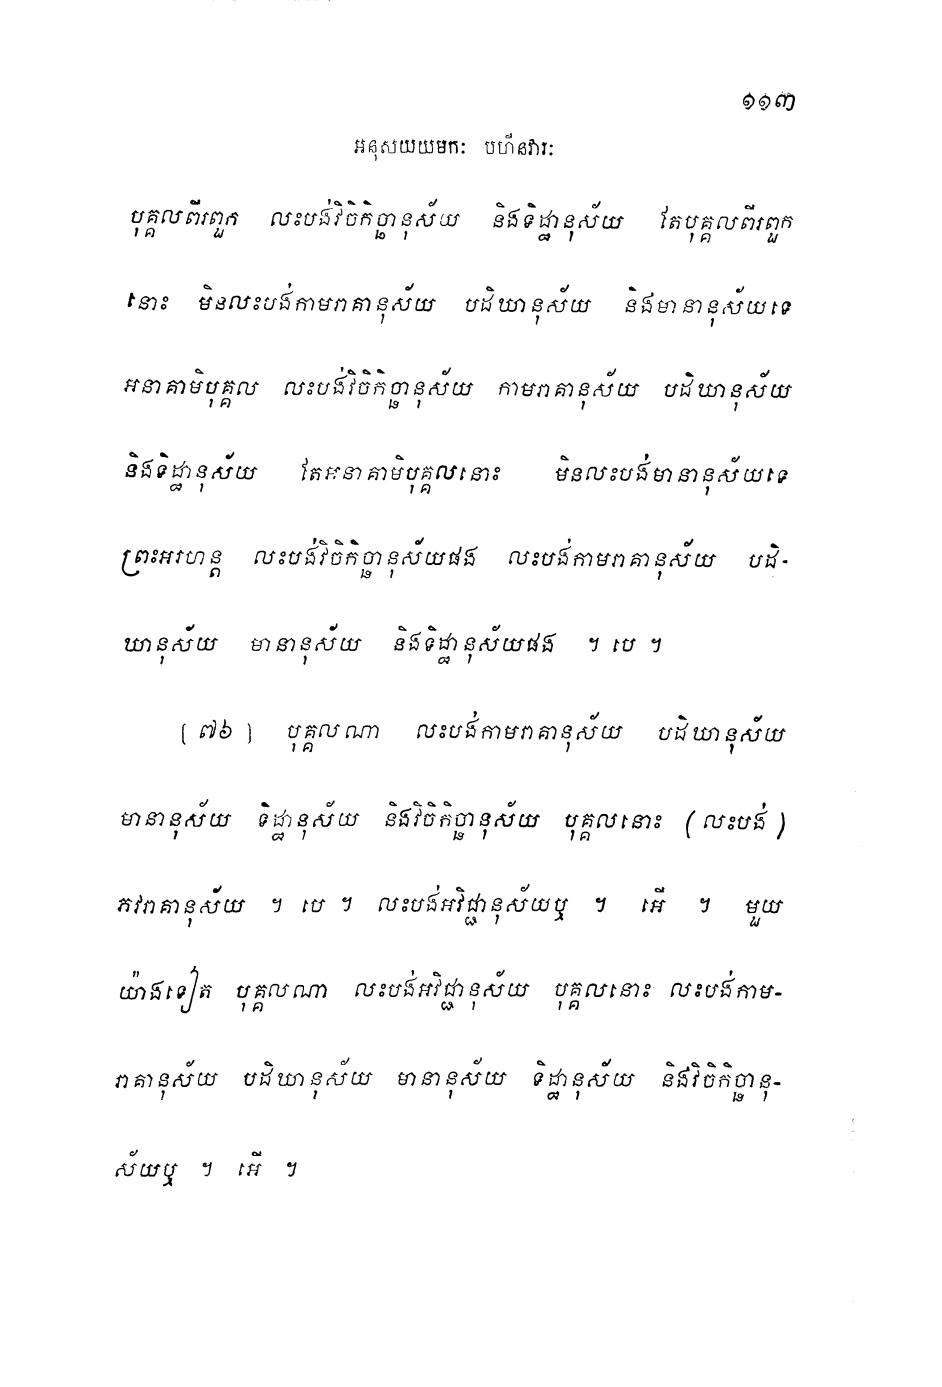 ១១៣
អនុសយយមកៈ បហីនវារៈ
បុគ្គលពីរពួក លះបង់វិចិកិច្ឆានុស័យ និងទិដ្ឋានុស័យ តែបុគ្គលពីរពួក
នោះ មិនលះបង់កាមរាគានុស័យ បដិឃានុស័យ និងមានានុស័យទេ
អនាគាមិបុគ្គល លះបង់វិចិកិច្ឆានុស័យ កាមរាគានុស័យ បដិឃានុស័យ
និងទិដ្ឋានុស័យ តែអនាគាមិបុគ្គលនោះ មិនលះបង់មានានុស័យទេ
ព្រះអរហន្ត លះបង់វិចិកិច្ឆានុស័យផង លះបង់កាមរាគានុស័យ បដិ-
ឃានុស័យ មានានុស័យ និងទិដ្ឋានុស័យផង ។ បេ ។
[ ៧៦ ] បុគ្គលណា លះបង់កាមរាគានុស័យ បដិឃានុស័យ
មានានុស័យ ទិដ្ឋានុស័យ និងវិចិកិច្ឆានុស័យ បុគ្គលនោះ (លះបង់)
ភវរាគានុស័យ ។ បេ ។ លះបង់អវិជ្ជានុស័យឬ ។ អើ ។ មួយ
យ៉ាងទៀត បុគ្គលណា លះបង់អវិជ្ជានុស័យ បុគ្គលនោះ លះបង់កាម-
រាគានុស័យ បដិឃានុស័យ មានានុស័យ ទិដ្ឋានុស័យ និងវិចិកិច្ឆានុ-
ស័យឬ ។ អើ ។